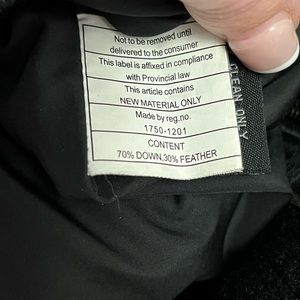 Not to be removed until
delivered to the consumer
This label is affixed in compliance
with Provincial law
This article contains
NEW MATERIAL ONLY
Made by reg.no.
1750-1201
CONTENT
70% DOWN,30% FEATHER
CLEAN ONLY